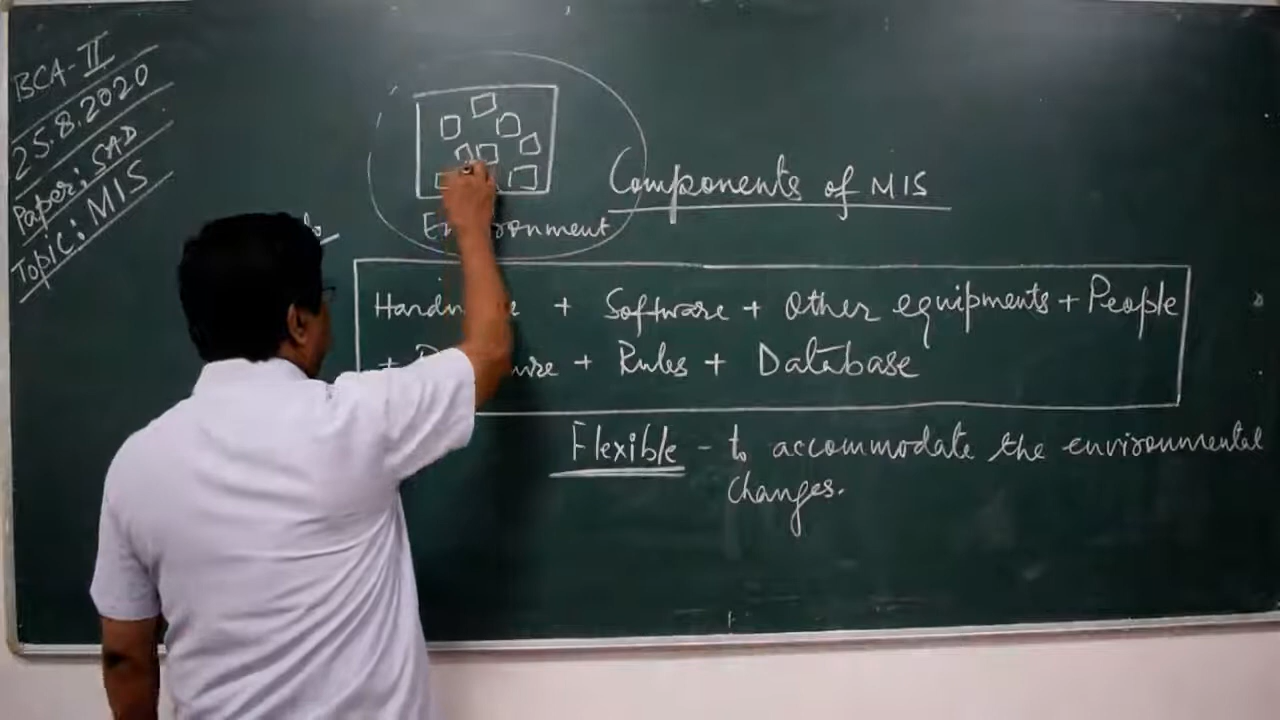 BCA-II
25.8.2020
Paper: SAD
Topic: MIS
Components of MIS
+ Software + Other equipments + People
+ Rules + Database
Flexible - to accommodate the environmental
changes.